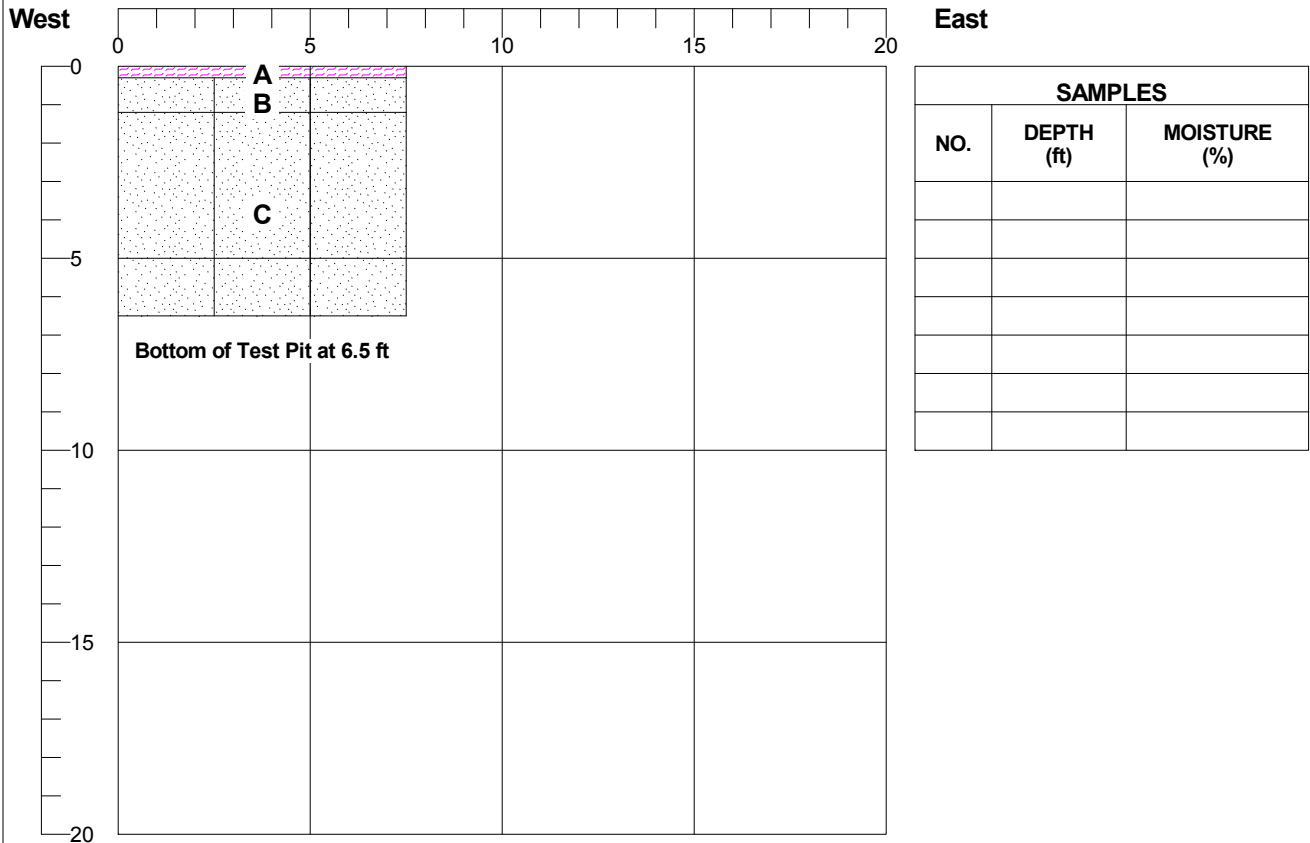 West
East
0 5 10 15 20
0
A
B
C
5
Bottom of Test Pit at 6.5 ft
10
15
20
SAMPLES
NO. DEPTH (ft) MOISTURE (%)